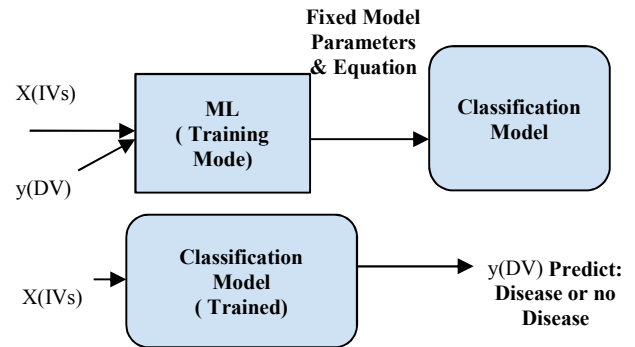 Fixed Model
Parameters
& Equation
X(IVs)
ML
( Training
Mode)
Classification
Model
y(DV)
Classification
Model
( Trained)
X(IVs)
y(DV) Predict:
Disease or no
Disease